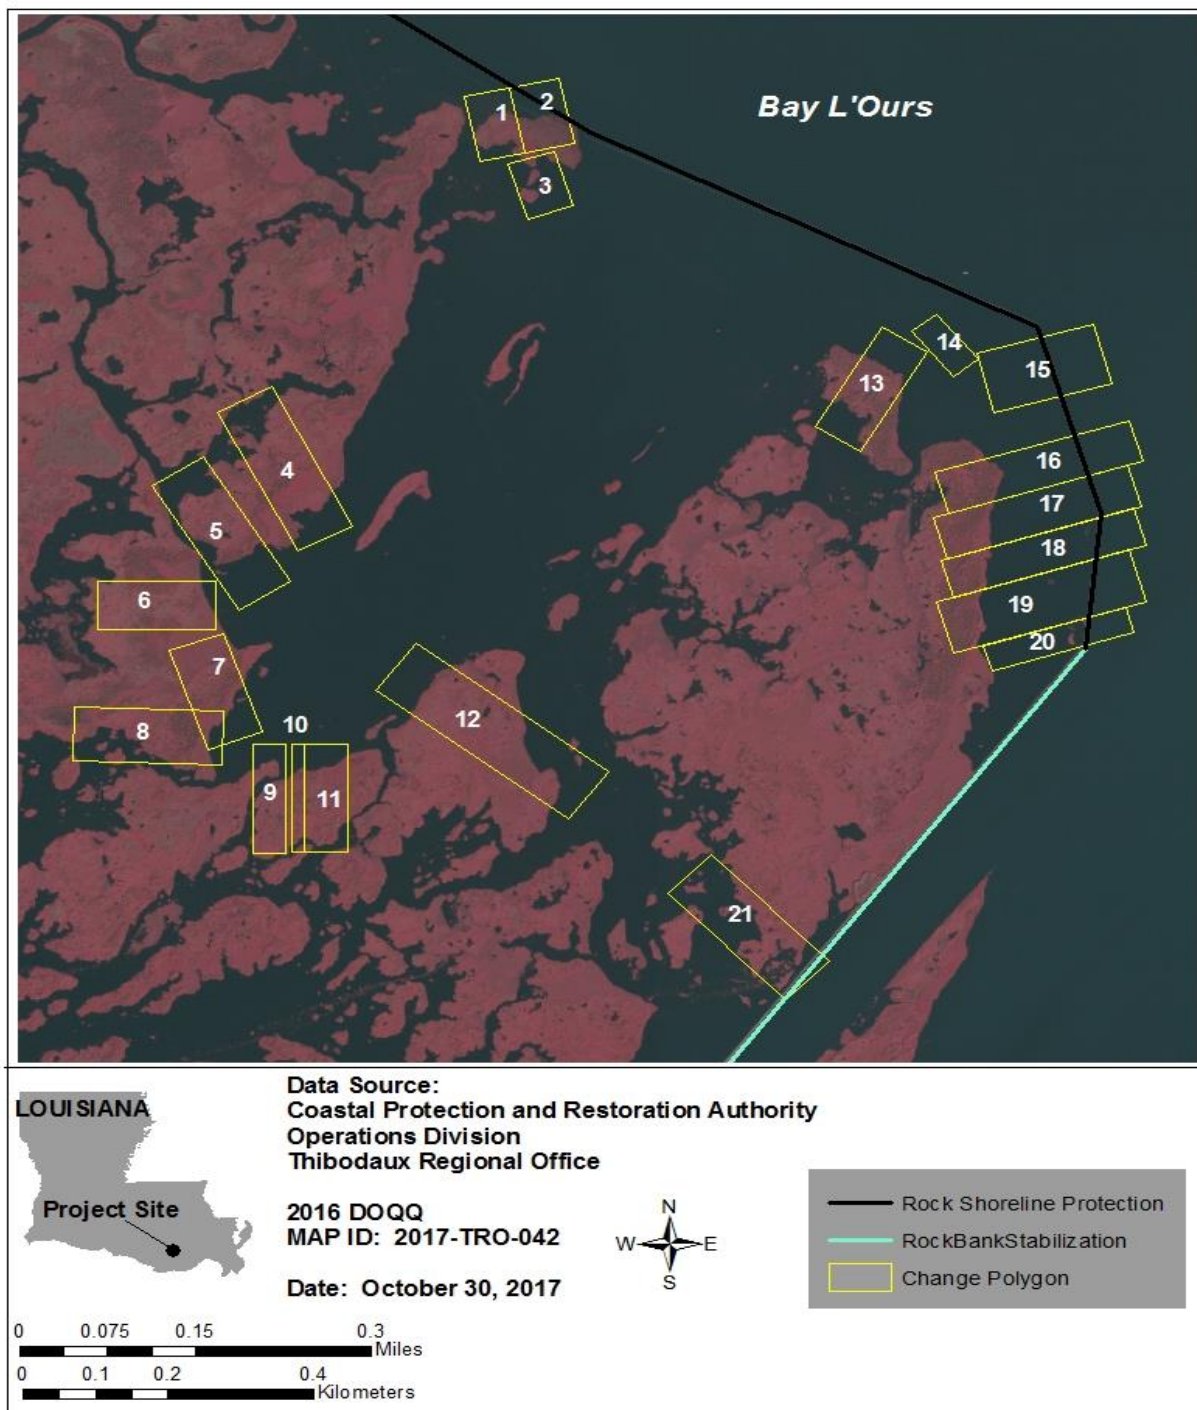 Bay L'Ours
1
2
3
4
5
6
7
8
9
10
11
12
13
14
15
16
17
18
19
20
21
LOUISIANA
Project Site
Data Source:
Coastal Protection and Restoration Authority
Operations Division
Thibodaux Regional Office
2016 DOQQ
MAP ID: 2017-TRO-042
Date: October 30, 2017
N
W E
S
Rock Shoreline Protection
RockBankStabilization
Change Polygon
0 0.075 0.15 0.3
Miles
0 0.1 0.2 0.4
Kilometers